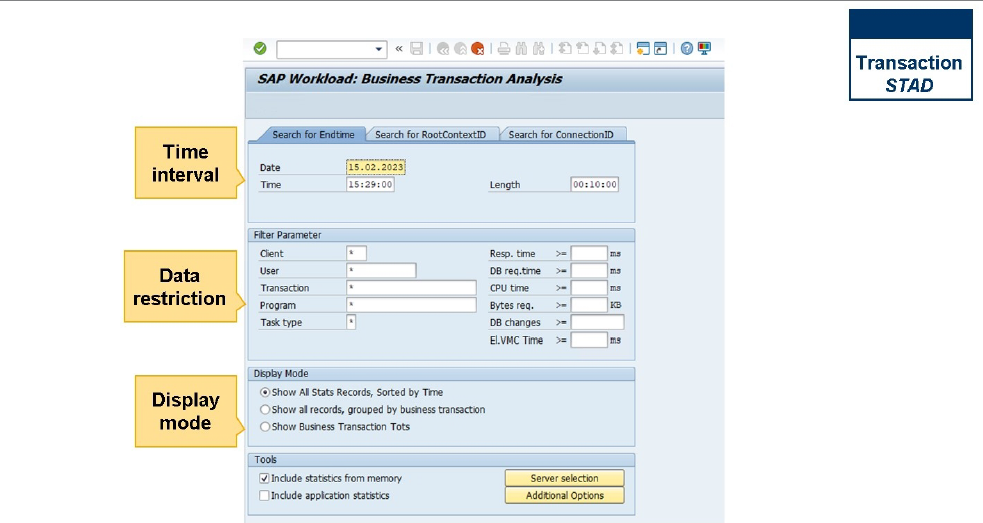 Transaction
STAD
«
SAP Workload: Business Transaction Analysis
Search for Endtime Search for RootContextID Search for ConnectionID
Time
interval
Date 15.02.2023
Time 15:29:00 Length 00:10:00
Filter Parameter
Data
restriction
Client * Resp. time >= ms
User * DB req.time >= ms
Transaction * CPU time >= ms
Program * Bytes req. >= KB
Task type * DB changes >=
El.VMC Time >= ms
Display
mode
Display Mode
Show All Stats Records, Sorted by Time
Show all records, grouped by business transaction
Show Business Transaction Tots
Tools
Include statistics from memory Server selection
Include application statistics Additional Options